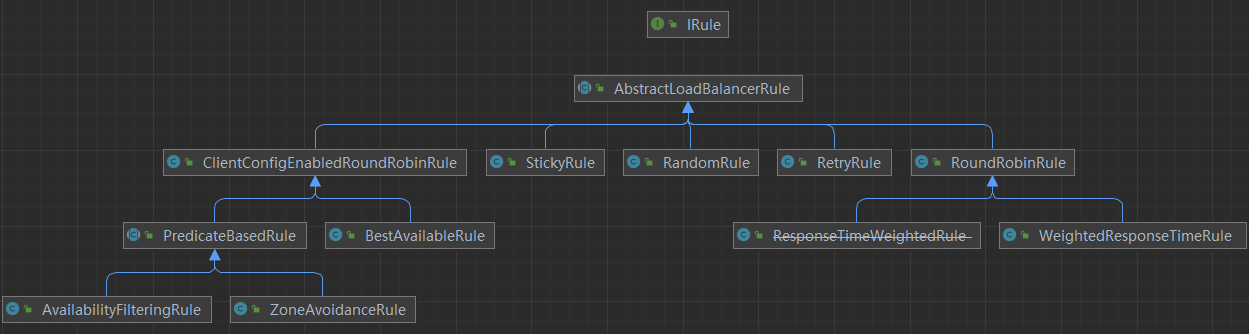 IRule
AbstractLoadBalancerRule
ClientConfigEnabledRoundRobinRule StickyRule RandomRule RetryRule RoundRobinRule
PredicateBasedRule BestAvailableRule ResponseTimeWeightedRule WeightedResponseTimeRule
AvailabilityFilteringRule ZoneAvoidanceRule